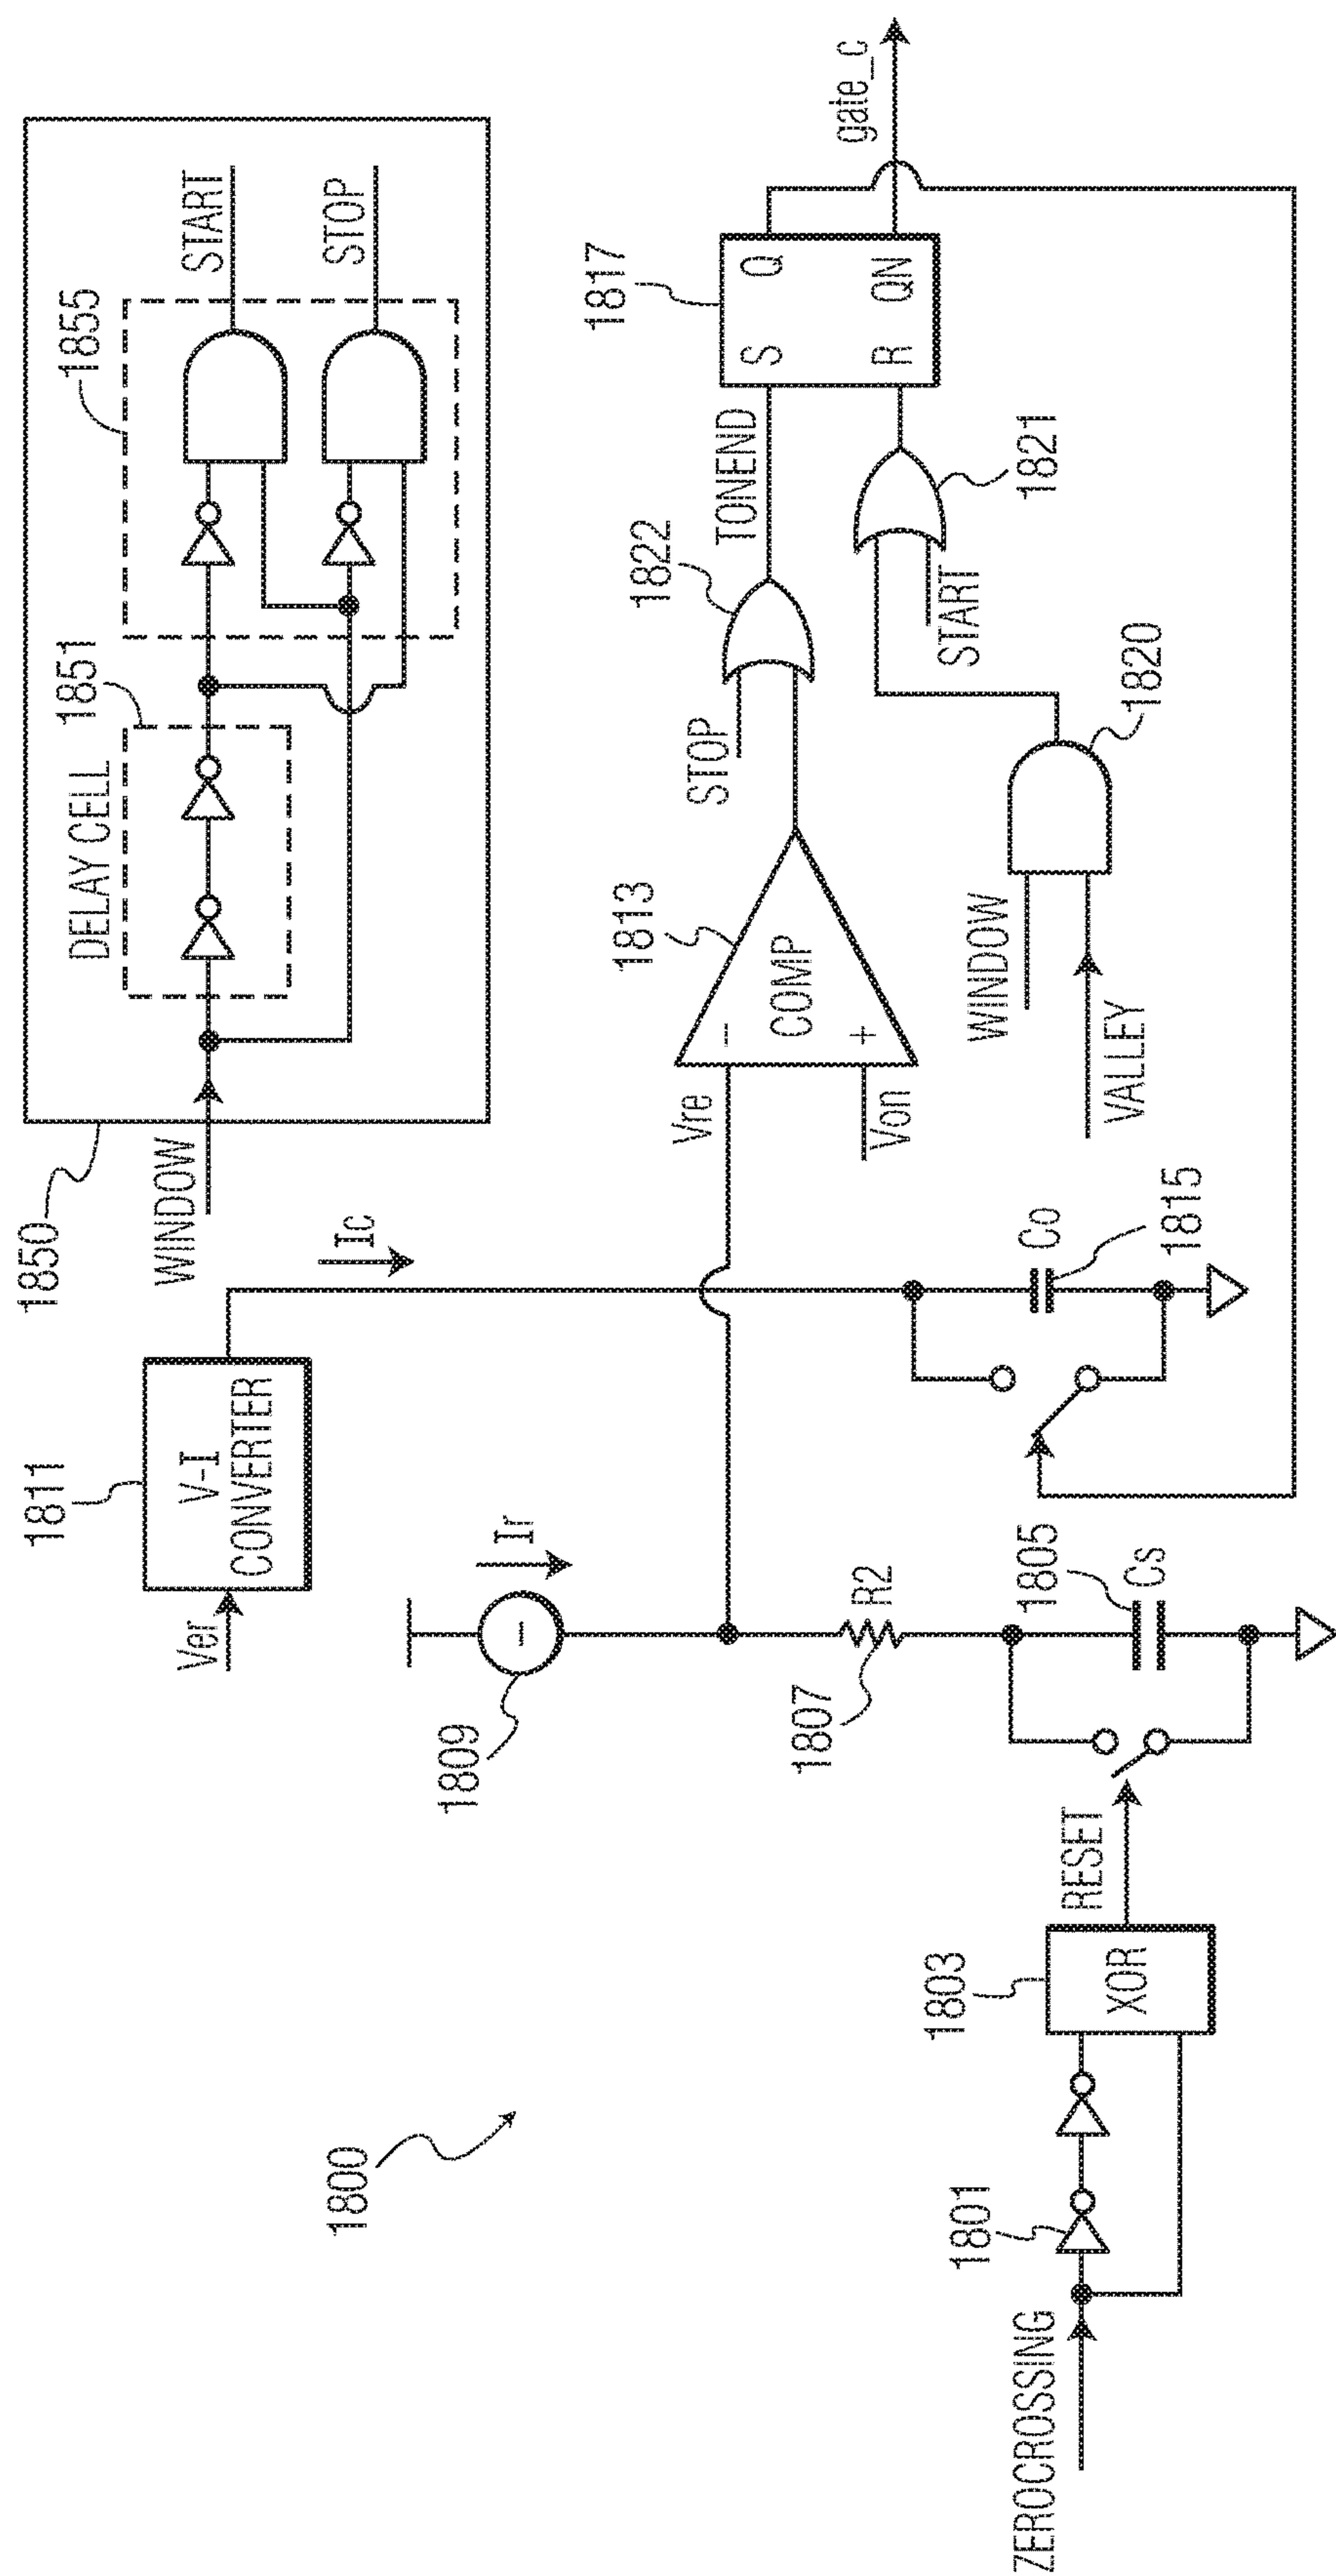 1850
WINDOW
DELAY CELL
1851
1855
START
STOP
1811
Ver
V-I
CONVERTER
Ic
1809
Ir
Vre
Von
-
+
COMP
1813
STOP
1822
TONEND
1817
S
Q
R
QN
gate_c
1821
START
1820
WINDOW
VALLEY
Co
1815
1807
R2
1805
Cs
RESET
1803
XOR
1801
ZEROCROSSING
1800